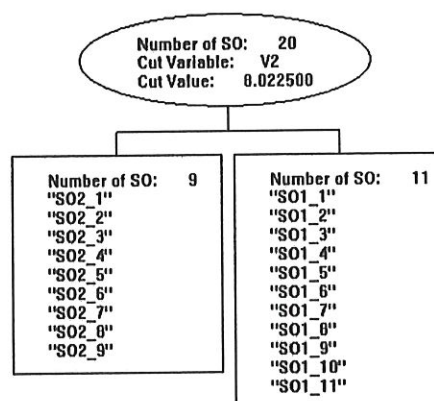 Number of SO: 20
Cut Variable: V2
Cut Value: 8.022500
Number of SO: 9
"SO2_1"
"SO2_2"
"SO2_3"
"SO2_4"
"SO2_5"
"SO2_6"
"SO2_7"
"SO2_8"
"SO2_9"
Number of SO: 11
"SO1_1"
"SO1_2"
"SO1_3"
"SO1_4"
"SO1_5"
"SO1_6"
"SO1_7"
"SO1_8"
"SO1_9"
"SO1_10"
"SO1_11"